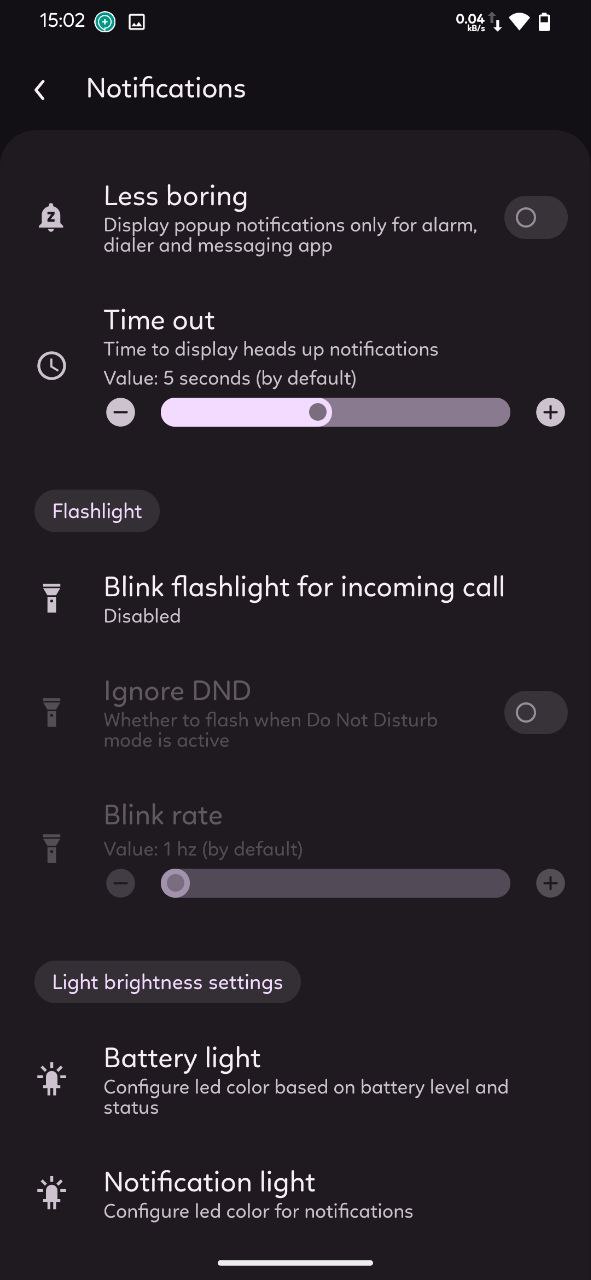 15:02
0.04
kB/s
Notifications
Less boring
Display popup notifications only for alarm,
dialer and messaging app
Time out
Time to display heads up notifications
Value: 5 seconds (by default)
Flashlight
Blink flashlight for incoming call
Disabled
Ignore DND
Whether to flash when Do Not Disturb
mode is active
Blink rate
Value: 1 hz (by default)
Light brightness settings
Battery light
Configure led color based on battery level and
status
Notification light
Configure led color for notifications